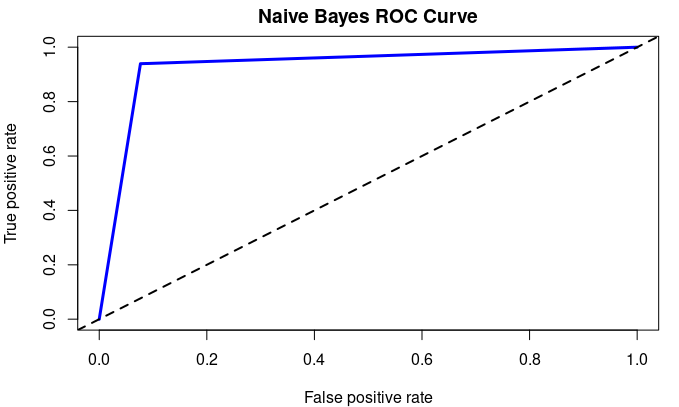 Naive Bayes ROC Curve
True positive rate
1.0
0.8
0.6
0.4
0.2
0.0
0.0 0.2 0.4 0.6 0.8 1.0
False positive rate